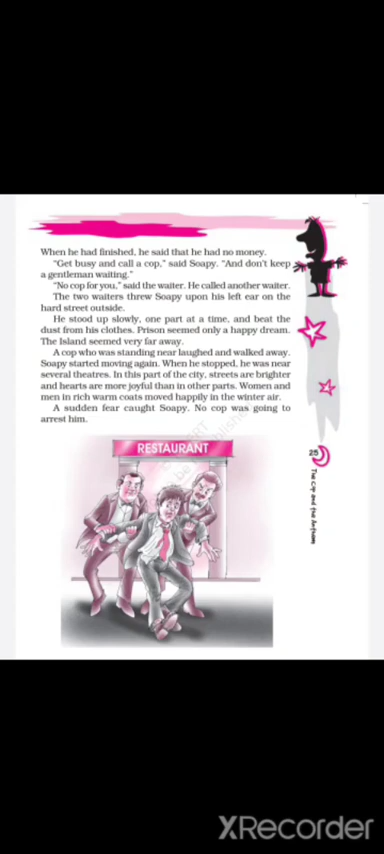 When he had finished, he said that he had no money.
“Get busy and call a cop,” said Soapy. “And don’t keep
a gentleman waiting.”
“No cop for you,” said the waiter. He called another waiter.
The two waiters threw Soapy upon his left ear on the
hard street outside.
He stood up slowly, one part at a time, and beat the
dust from his clothes. Prison seemed only a happy dream.
The Island seemed very far away.
A cop who was standing near laughed and walked away.
Soapy started moving again. When he stopped, he was near
several theatres. In this part of the city, streets are brighter
and hearts are more joyful than in other parts. Women and
men in rich warm coats moved happily in the winter air.
A sudden fear caught Soapy. No cop was going to
arrest him.
RESTAURANT
The Cop and the Anthem
XRecorder